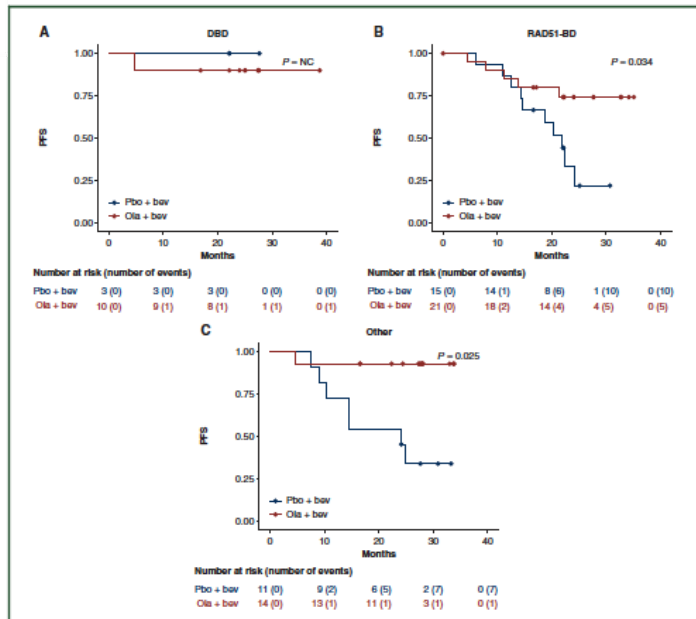 A
DBD
1.00
0.75
0.50
0.25
0.00
PFS
P = NC
Pbo + bev
Ola + bev
0 10 20 30 40
Months
Number at risk (number of events)
Pbo + bev 3 (0) 3 (0) 3 (0) 0 (0) 0 (0)
Ola + bev 10 (0) 9 (1) 8 (1) 1 (1) 0 (1)
B
RAD51-BD
1.00
0.75
0.50
0.25
0.00
PFS
P = 0.034
Pbo + bev
Ola + bev
0 10 20 30 40
Months
Number at risk (number of events)
Pbo + bev 15 (0) 14 (1) 8 (6) 1 (10) 0 (10)
Ola + bev 21 (0) 18 (2) 14 (4) 4 (5) 0 (5)
C
Other
1.00
0.75
0.50
0.25
0.00
PFS
P = 0.025
Pbo + bev
Ola + bev
0 10 20 30 40
Months
Number at risk (number of events)
Pbo + bev 11 (0) 9 (2) 6 (5) 2 (7) 0 (7)
Ola + bev 14 (0) 13 (1) 11 (1) 3 (1) 0 (1)